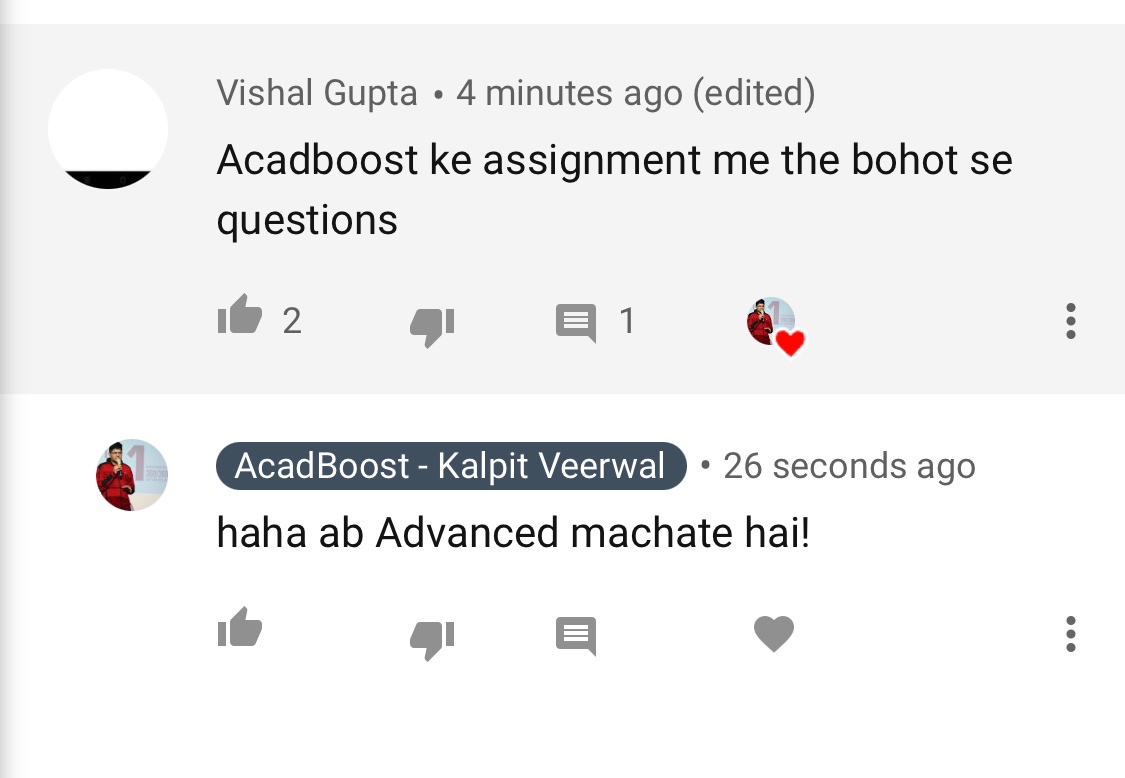 Vishal Gupta • 4 minutes ago (edited)
Acadboost ke assignment me the bohot se
questions
2 1
AcadBoost - Kalpit Veerwal • 26 seconds ago
haha ab Advanced machate hai!